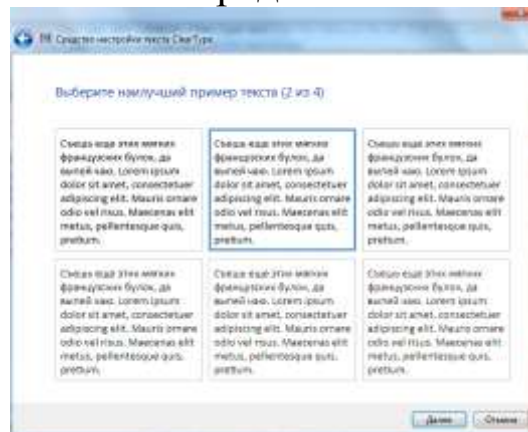 Средство настройки текста ClearType
Выберите наилучший пример текста (2 из 4)
Съешь еще этих мягких
французских булок, да
выпей чаю. Lorem ipsum
dolor sit amet, consectetuer
adipiscing elit. Mauris ornare
odio vel risus. Maecenas elit
metus, pellentesque quis,
pretium.
Съешь еще этих мягких
французских булок, да
выпей чаю. Lorem ipsum
dolor sit amet, consectetuer
adipiscing elit. Mauris ornare
odio vel risus. Maecenas elit
metus, pellentesque quis,
pretium.
Съешь еще этих мягких
французских булок, да
выпей чаю. Lorem ipsum
dolor sit amet, consectetuer
adipiscing elit. Mauris ornare
odio vel risus. Maecenas elit
metus, pellentesque quis,
pretium.
Съешь еще этих мягких
французских булок, да
выпей чаю. Lorem ipsum
dolor sit amet, consectetuer
adipiscing elit. Mauris ornare
odio vel risus. Maecenas elit
metus, pellentesque quis,
pretium.
Съешь еще этих мягких
французских булок, да
выпей чаю. Lorem ipsum
dolor sit amet, consectetuer
adipiscing elit. Mauris ornare
odio vel risus. Maecenas elit
metus, pellentesque quis,
pretium.
Съешь еще этих мягких
французских булок, да
выпей чаю. Lorem ipsum
dolor sit amet, consectetuer
adipiscing elit. Mauris ornare
odio vel risus. Maecenas elit
metus, pellentesque quis,
pretium.
Далее Отмена